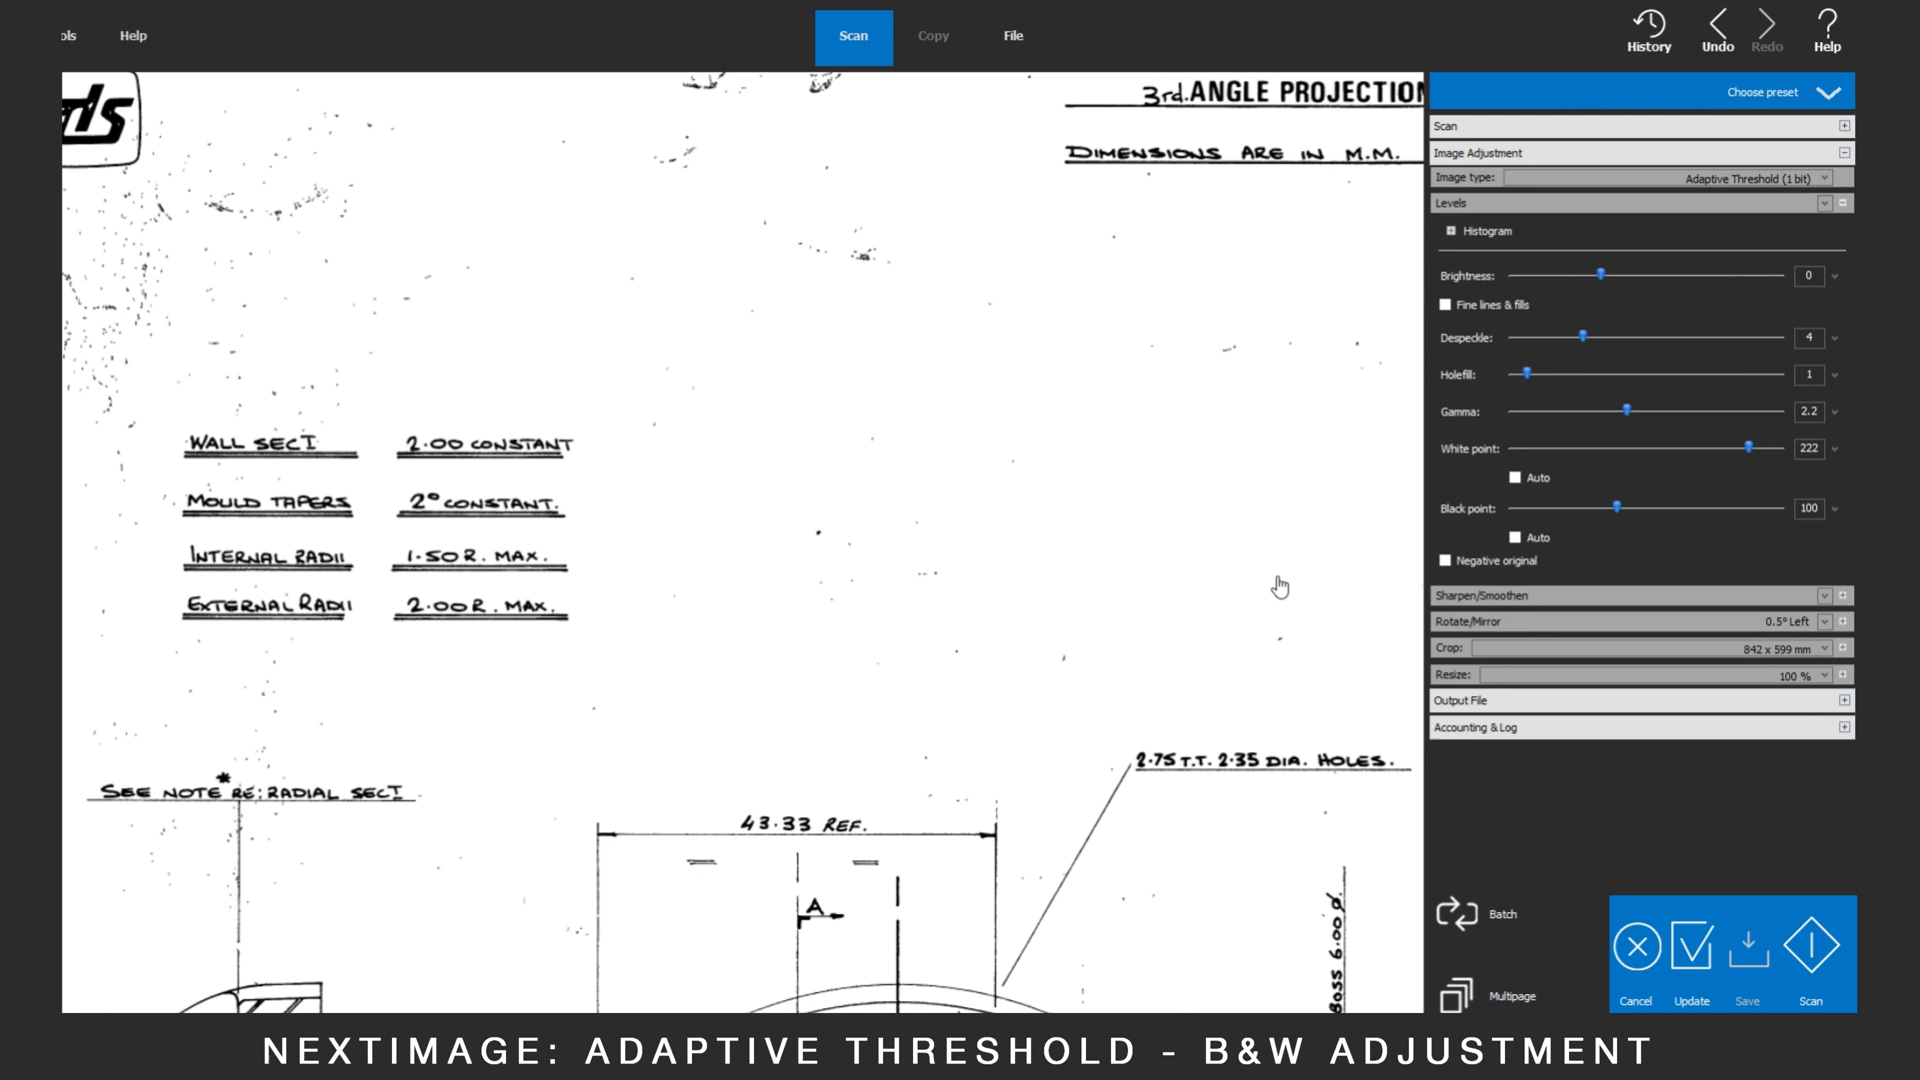 ols Help Scan Copy File History Undo Redo Help
ds
3rd. ANGLE PROJECTION
DIMENSIONS ARE IN M.M.
WALL SECT 2.00 CONSTANT
MOULD TAPERS 2° CONSTANT.
INTERNAL RADII 1.50 R. MAX.
EXTERNAL RADII 2.00 R. MAX.
*
SEE NOTE RE: RADIAL SECT
2.75 T.T. 2.35 DIA. HOLES.
43.33 REF.
A
BOSS 6.00 Ø.
Choose preset
Scan
Image Adjustment
Image type: Adaptive Threshold (1 bit)
Levels
Histogram
Brightness: 0
Fine lines & fills
Despeckle: 4
Holefill: 1
Gamma: 2.2
White point: 222
Auto
Black point: 100
Auto
Negative original
Sharpen/Smoothen
Rotate/Mirror 0.5° Left
Crop: 842 x 599 mm
Resize: 100 %
Output File
Accounting & Log
Batch
Multipage
Cancel Update Save Scan
NEXTIMAGE: ADAPTIVE THRESHOLD - B&W ADJUSTMENT